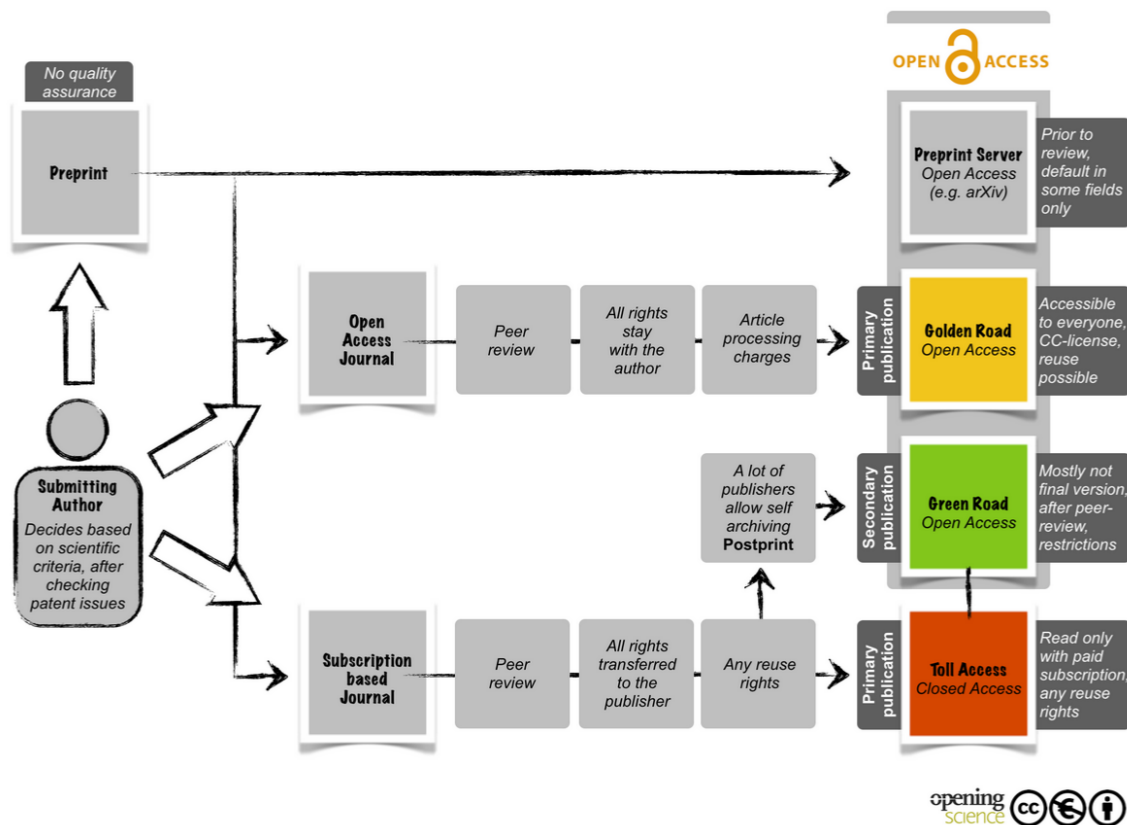 OPEN ACCESS
No quality
assurance
Preprint
Preprint Server
Open Access
(e.g. arXiv)
Prior to
review,
default in
some fields
only
Open
Access
Journal
Peer
review
All rights
stay
with the
author
Article
processing
charges
Primary
publication
Golden Road
Open Access
Accessible
to everyone,
CC-license,
reuse
possible
Submitting
Author
Decides based
on scientific
criteria, after
checking
patent issues
A lot of
publishers
allow self
archiving
Postprint
Secondary
publication
Green Road
Open Access
Mostly not
final version,
after peer-
review,
restrictions
Subscription
based
Journal
Peer
review
All rights
transferred
to the
publisher
Any reuse
rights
Primary
publication
Toll Access
Closed Access
Read only
with paid
subscription,
any reuse
rights
opening
science
cc
€